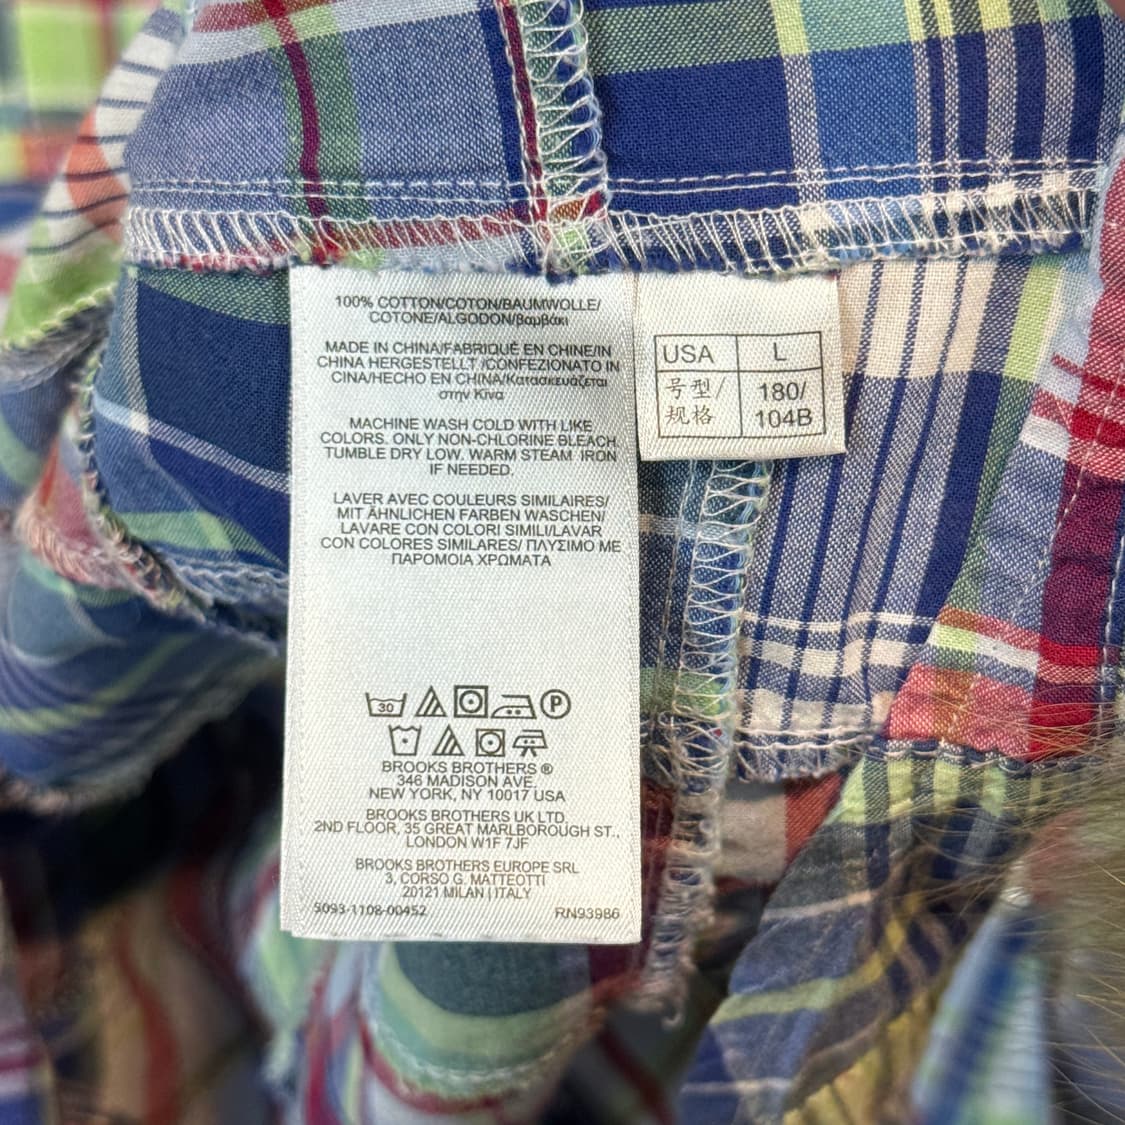 100% COTTON/COTON/BAUMWOLLE/
COTONE/ALGODON/Βαμβάκι
MADE IN CHINA/FABRIQUÉ EN CHINE/IN
CHINA HERGESTELLT /CONFEZIONATO IN
CINA/HECHO EN CHINA/Κατασκευάζεται
στην Κίνα
MACHINE WASH COLD WITH LIKE
COLORS. ONLY NON-CHLORINE BLEACH.
TUMBLE DRY LOW. WARM STEAM IRON
IF NEEDED.
LAVER AVEC COULEURS SIMILAIRES/
MIT ÄHNLICHEN FARBEN WASCHEN/
LAVARE CON COLORI SIMILI/LAVAR
CON COLORES SIMILARES/ ΠΛΥΣΙΜΟ ΜΕ
ΠΑΡΟΜΟΙΑ ΧΡΩΜΑΤΑ
30 P
BROOKS BROTHERS ®
346 MADISON AVE.
NEW YORK, NY 10017 USA
BROOKS BROTHERS UK LTD.
2ND FLOOR, 35 GREAT MARLBOROUGH ST.,
LONDON W1F 7JF
BROOKS BROTHERS EUROPE SRL
3, CORSO G. MATTEOTTI
20121 MILAN | ITALY
S093-1108-00452 RN93986
USA L
号型/ 180/
规格 104B